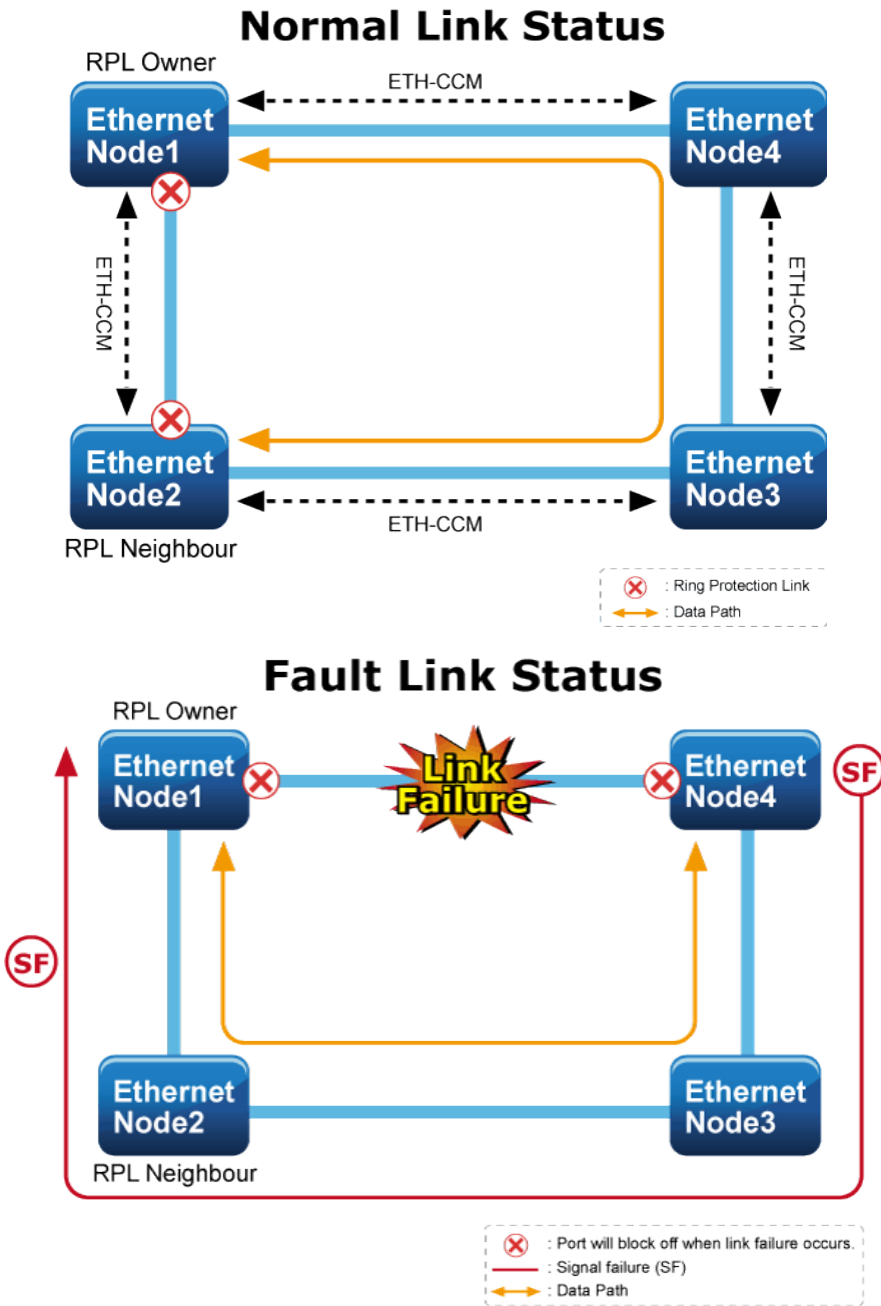 Normal Link Status
RPL Owner
ETH-CCM
Ethernet
Node1
Ethernet
Node4
ETH-CCM
ETH-CCM
Ethernet
Node2
Ethernet
Node3
ETH-CCM
RPL Neighbour
: Ring Protection Link
: Data Path
Fault Link Status
RPL Owner
Ethernet
Node1
Link
Failure
Ethernet
Node4
SF
SF
Ethernet
Node2
Ethernet
Node3
RPL Neighbour
: Port will block off when link failure occurs.
: Signal failure (SF)
: Data Path